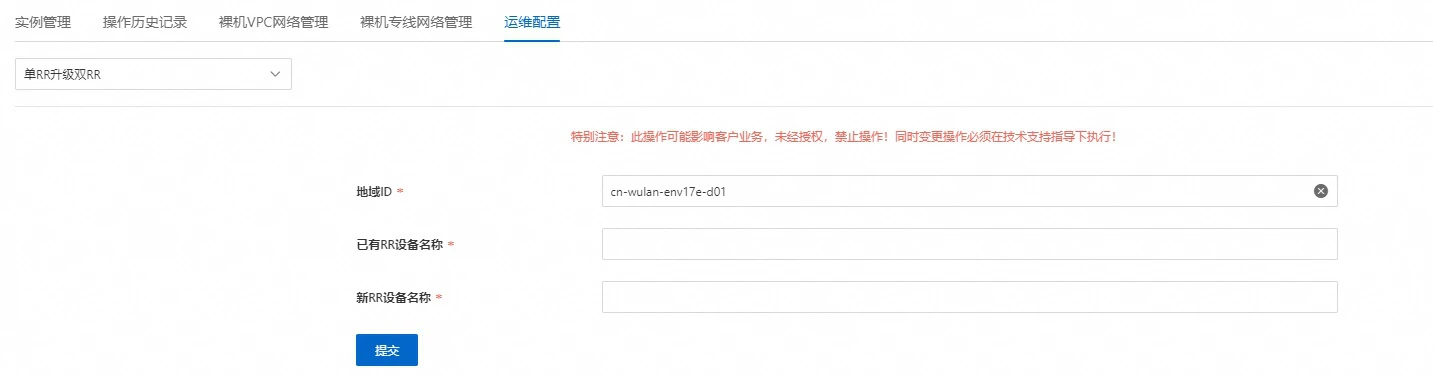 实例管理 操作历史记录 裸机VPC网络管理 裸机专线网络管理 运维配置
单RR升级双RR
特别注意：此操作可能影响客户业务，未经授权，禁止操作！同时变更操作必须在技术支持指导下执行！
地域ID * cn-wulan-env17e-d01
已有RR设备名称 *
新RR设备名称 *
提交